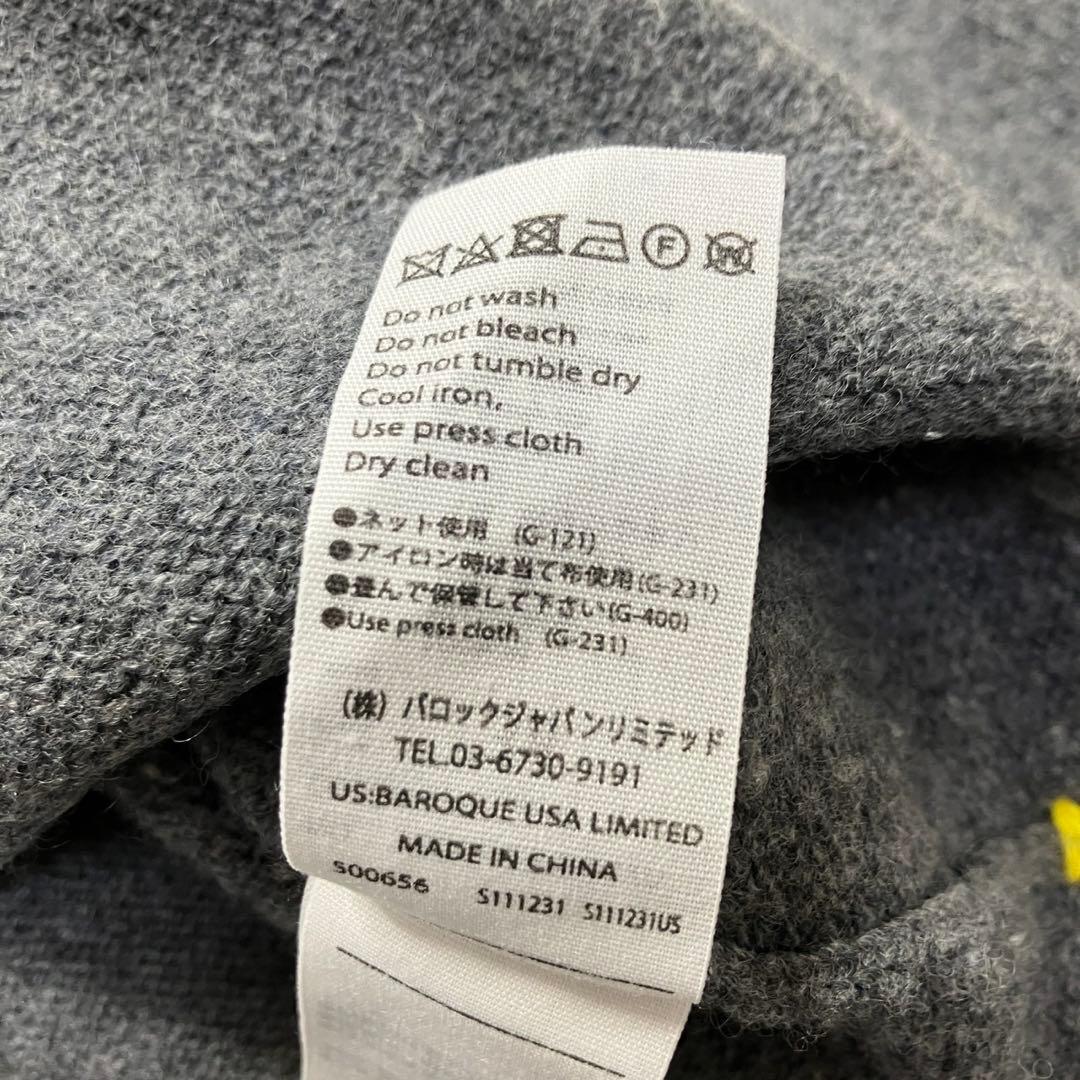 F W
Do not wash
Do not bleach
Do not tumble dry
Cool iron,
Use press cloth
Dry clean
●ネット使用 (G-121)
●アイロン時は当て布使用(G-231)
●畳んで保管して下さい(G-400)
●Use press cloth (G-231)
(株) バロックジャパンリミテッド
TEL.03-6730-9191
US:BAROQUE USA LIMITED
MADE IN CHINA
S00656 S111231 S111231US